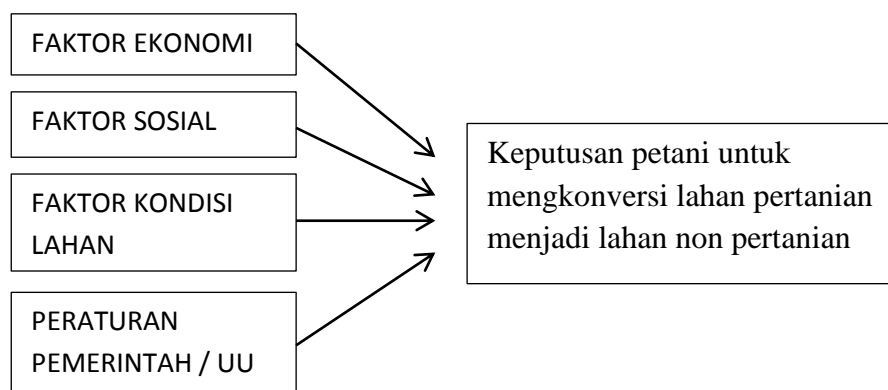 FAKTOR EKONOMI
FAKTOR SOSIAL
FAKTOR KONDISI
LAHAN
PERATURAN
PEMERINTAH / UU
Keputusan petani untuk
mengkonversi lahan pertanian
menjadi lahan non pertanian